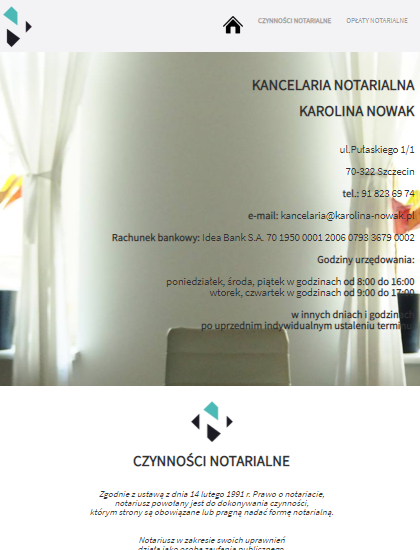 CZYNNOŚCI NOTARIALNE OPŁATY NOTARIALNE
KANCELARIA NOTARIALNA
KAROLINA NOWAK
ul.Pułaskiego 1/1
70-322 Szczecin
tel.: 91 823 69 74
e-mail: kancelaria@karolina-nowak.pl
Rachunek bankowy: Idea Bank S.A. 70 1950 0001 2006 0793 3679 0002
Godziny urzędowania:
poniedziałek, środa, piątek w godzinach od 8:00 do 16:00
wtorek, czwartek w godzinach od 9:00 do 17:00
w innych dniach i godzinach
po uprzednim indywidualnym ustaleniu terminu.
CZYNNOŚCI NOTARIALNE
Zgodnie z ustawą z dnia 14 lutego 1991 r. Prawo o notariacie,
notariusz powołany jest do dokonywania czynności,
którym strony są obowiązane lub pragną nadać formę notarialną.
Notariusz w zakresie swoich uprawnień
działa jako osoba zaufania publicznego